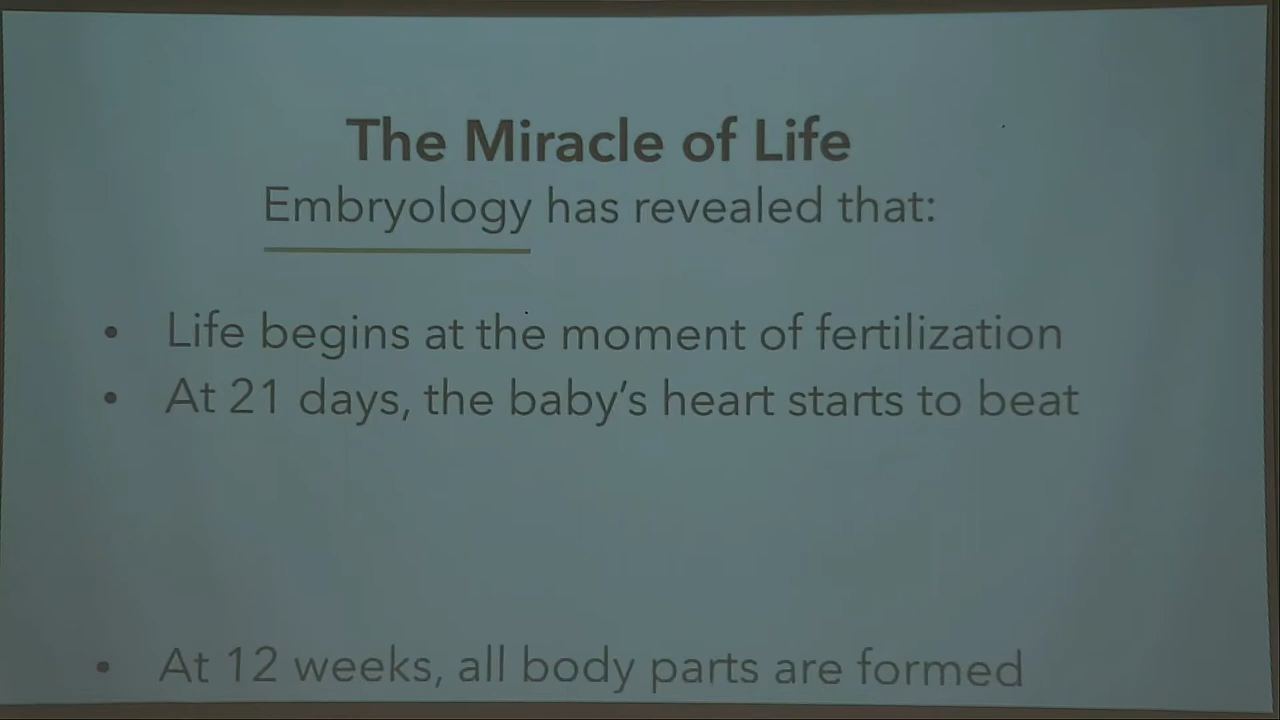 The Miracle of Life
Embryology has revealed that:
• Life begins at the moment of fertilization
• At 21 days, the baby's heart starts to beat
• At 12 weeks, all body parts are formed